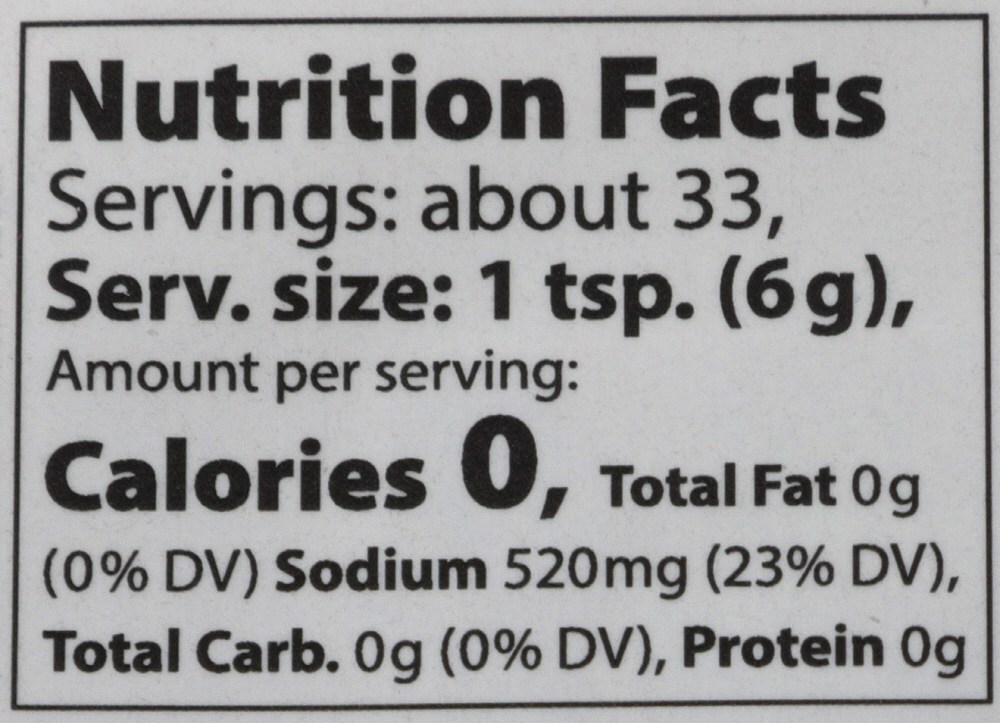 Nutrition Facts
Servings: about 33,
Serv. size: 1 tsp. (6g),
Amount per serving:
Calories 0, Total Fat 0g
(0% DV) Sodium 520mg (23% DV),
Total Carb. 0g (0% DV), Protein 0g